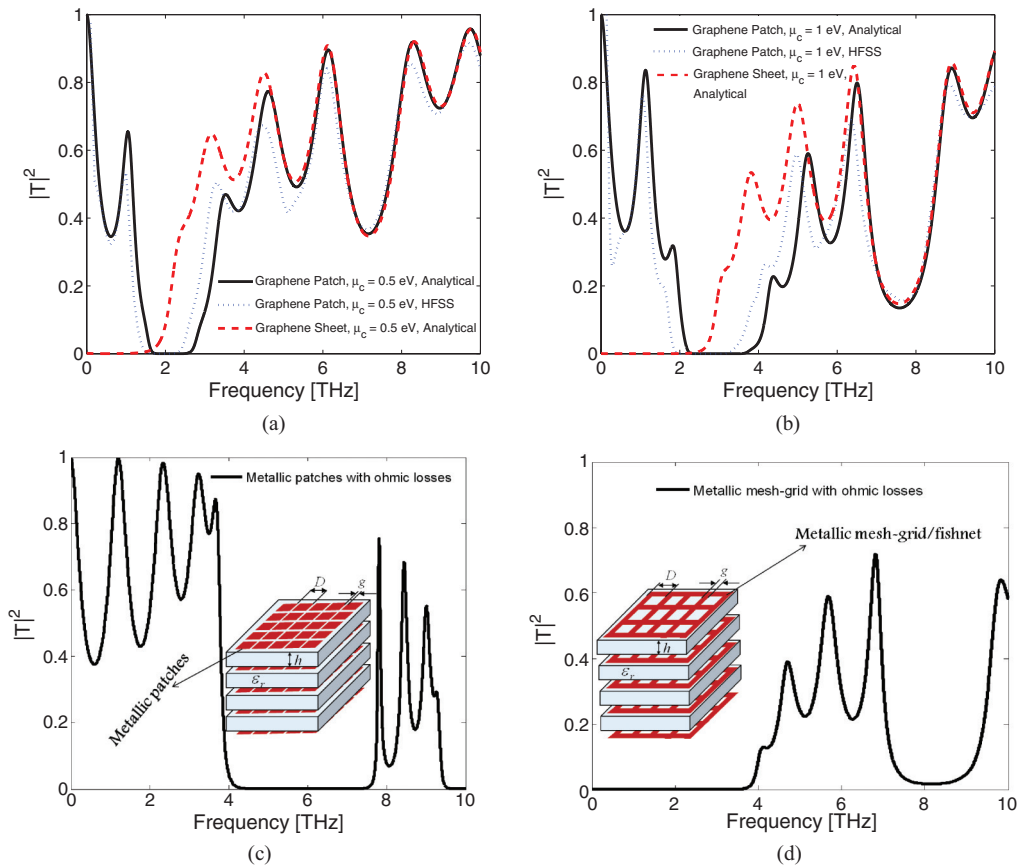 1
0.8
0.6
0.4
0.2
0
|T|²
0 2 4 6 8 10
Frequency [THz]
Graphene Patch, μc = 0.5 eV, Analytical
Graphene Patch, μc = 0.5 eV, HFSS
Graphene Sheet, μc = 0.5 eV, Analytical
(a)
1
0.8
0.6
0.4
0.2
0
|T|²
0 2 4 6 8 10
Frequency [THz]
Graphene Patch, μc = 1 eV, Analytical
Graphene Patch, μc = 1 eV, HFSS
Graphene Sheet, μc = 1 eV,
Analytical
(b)
1
0.8
0.6
0.4
0.2
0
|T|²
0 2 4 6 8 10
Frequency [THz]
Metallic patches with ohmic losses
D
g
h
εr
Metallic patches
(c)
1
0.8
0.6
0.4
0.2
0
|T|²
0 2 4 6 8 10
Frequency [THz]
Metallic mesh-grid with ohmic losses
Metallic mesh-grid/fishnet
D
g
h
εr
(d)